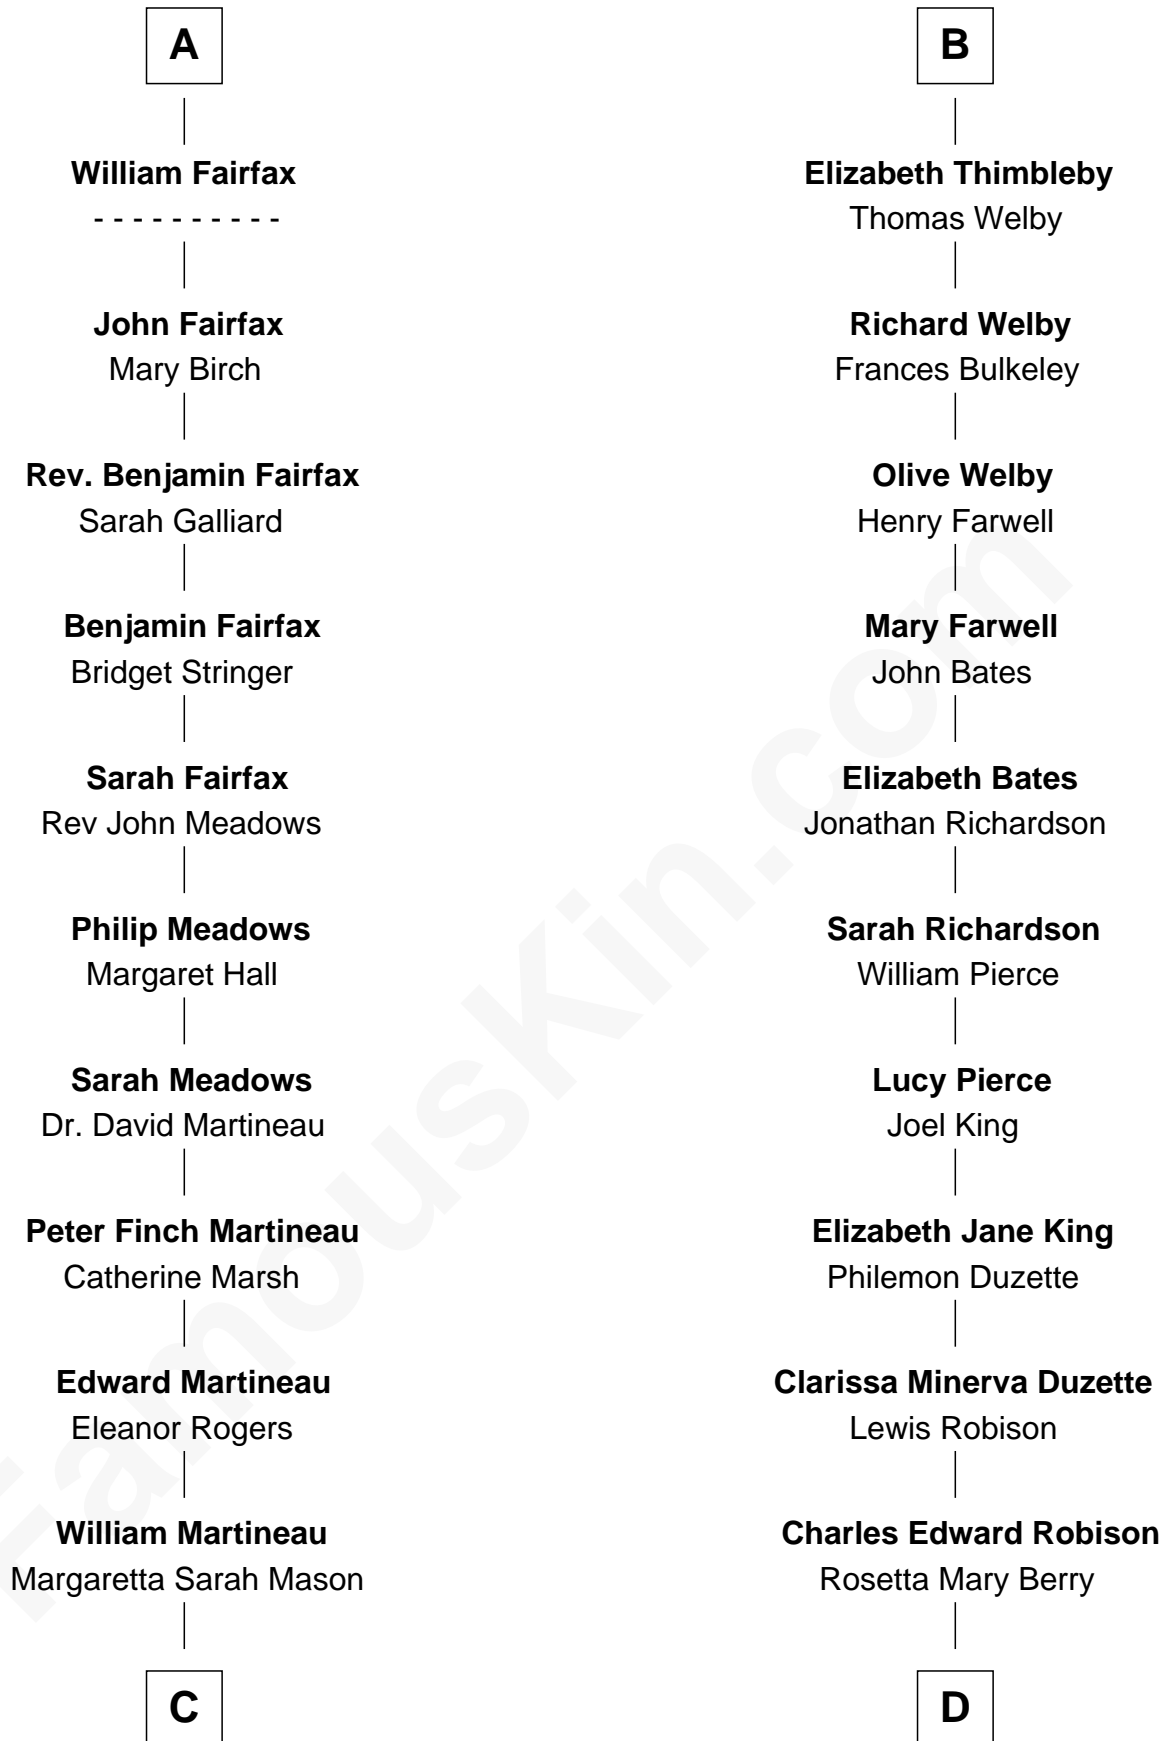 A
William Fairfax
- - - - - - - - - -
John Fairfax
Mary Birch
Rev. Benjamin Fairfax
Sarah Galliard
Benjamin Fairfax
Bridget Stringer
Sarah Fairfax
Rev John Meadows
Philip Meadows
Margaret Hall
Sarah Meadows
Dr. David Martineau
Peter Finch Martineau
Catherine Marsh
Edward Martineau
Eleanor Rogers
William Martineau
Margaretta Sarah Mason
C
B
Elizabeth Thimbleby
Thomas Welby
Richard Welby
Frances Bulkeley
Olive Welby
Henry Farwell
Mary Farwell
John Bates
Elizabeth Bates
Jonathan Richardson
Sarah Richardson
William Pierce
Lucy Pierce
Joel King
Elizabeth Jane King
Philemon Duzette
Clarissa Minerva Duzette
Lewis Robison
Charles Edward Robison
Rosetta Mary Berry
D
FamousKin.com